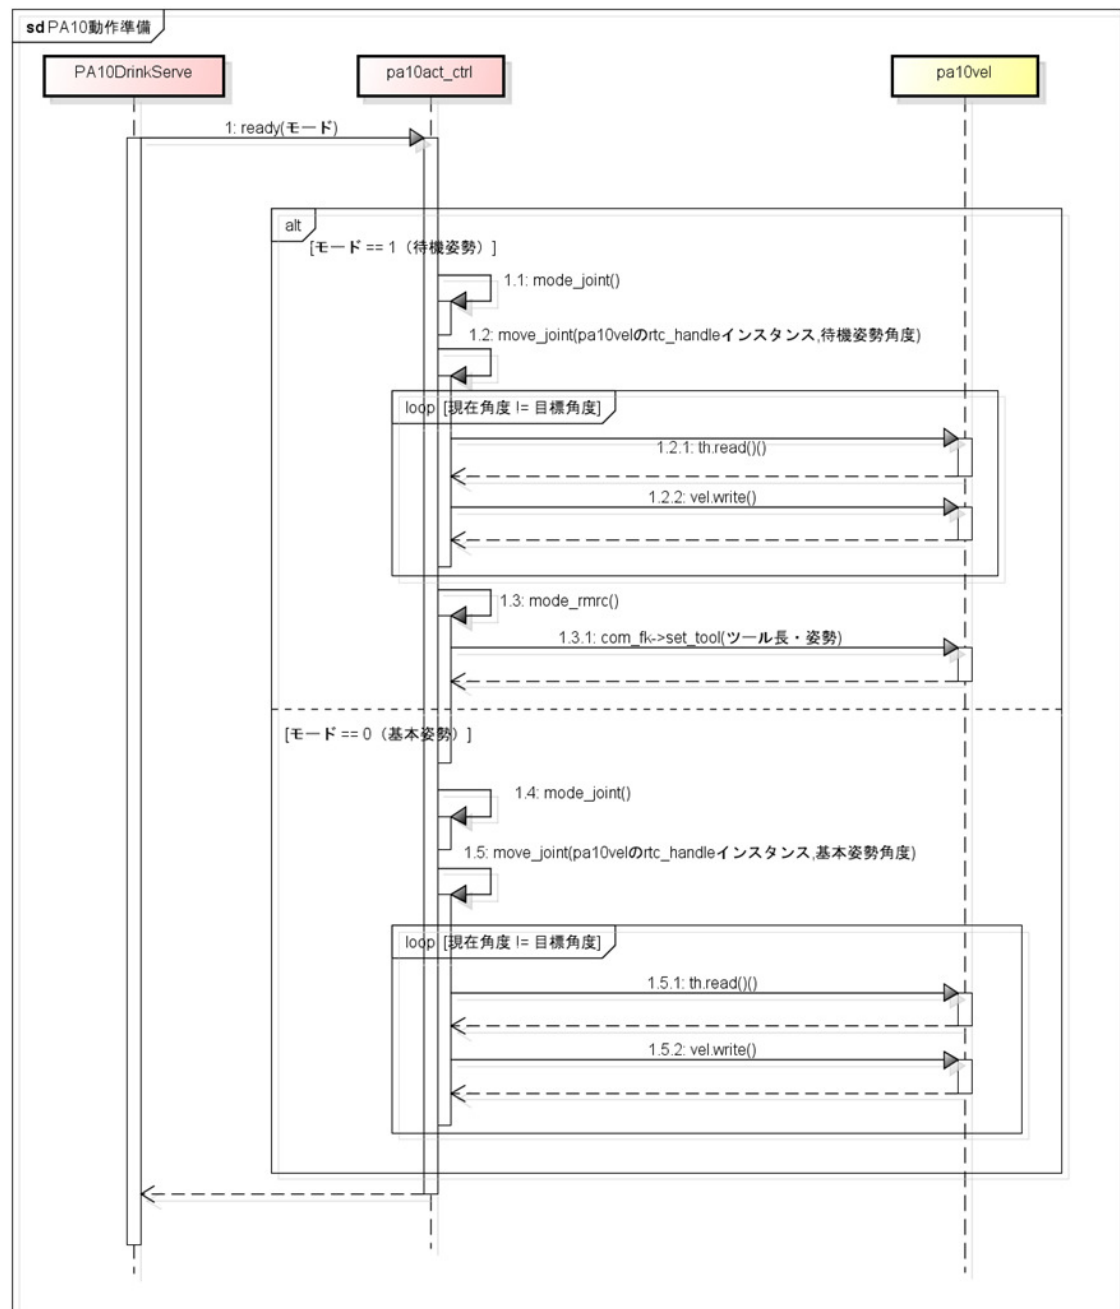 sd PA10動作準備
PA10DrinkServe
pa10act_ctrl
pa10vel
1: ready(モード)
alt
[モード == 1（待機姿勢）]
1.1: mode_joint()
1.2: move_joint(pa10velのrtc_handleインスタンス,待機姿勢角度)
loop [現在角度 != 目標角度]
1.2.1: th.read()()
1.2.2: vel.write()
1.3: mode_rmrc()
1.3.1: com_fk->set_tool(ツール長・姿勢)
[モード == 0（基本姿勢）]
1.4: mode_joint()
1.5: move_joint(pa10velのrtc_handleインスタンス,基本姿勢角度)
loop [現在角度 != 目標角度]
1.5.1: th.read()()
1.5.2: vel.write()